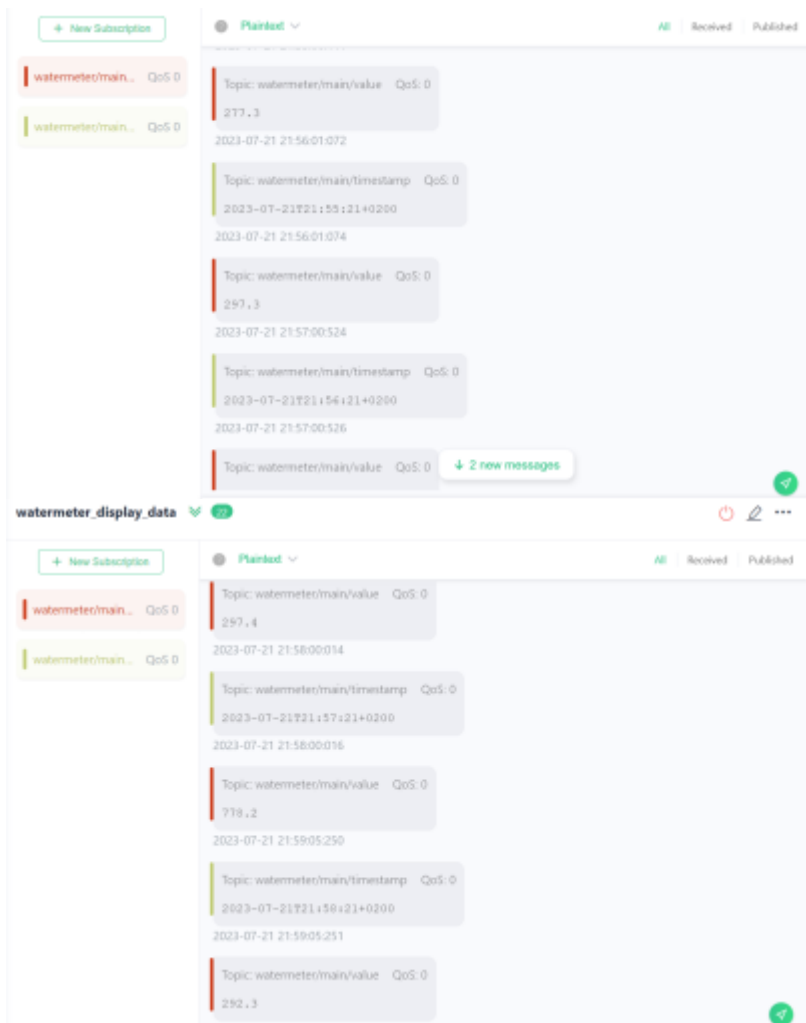 + New Subscription
Plaintext
All Received Published
watermeter/main... QoS 0
watermeter/main... QoS 0
Topic: watermeter/main/value QoS: 0
277.3
2023-07-21 21:56:01:072
Topic: watermeter/main/timestamp QoS: 0
2023-07-21T21:55:21+0200
2023-07-21 21:56:01:074
Topic: watermeter/main/value QoS: 0
297.3
2023-07-21 21:57:00:524
Topic: watermeter/main/timestamp QoS: 0
2023-07-21T21:56:21+0200
2023-07-21 21:57:00:526
Topic: watermeter/main/value QoS: 0
2 new messages
watermeter_display_data 22
+ New Subscription
Plaintext
All Received Published
watermeter/main... QoS 0
watermeter/main... QoS 0
Topic: watermeter/main/value QoS: 0
297.4
2023-07-21 21:58:00:014
Topic: watermeter/main/timestamp QoS: 0
2023-07-21T21:57:21+0200
2023-07-21 21:58:00:016
Topic: watermeter/main/value QoS: 0
778.2
2023-07-21 21:59:05:250
Topic: watermeter/main/timestamp QoS: 0
2023-07-21T21:58:21+0200
2023-07-21 21:59:05:251
Topic: watermeter/main/value QoS: 0
292.3